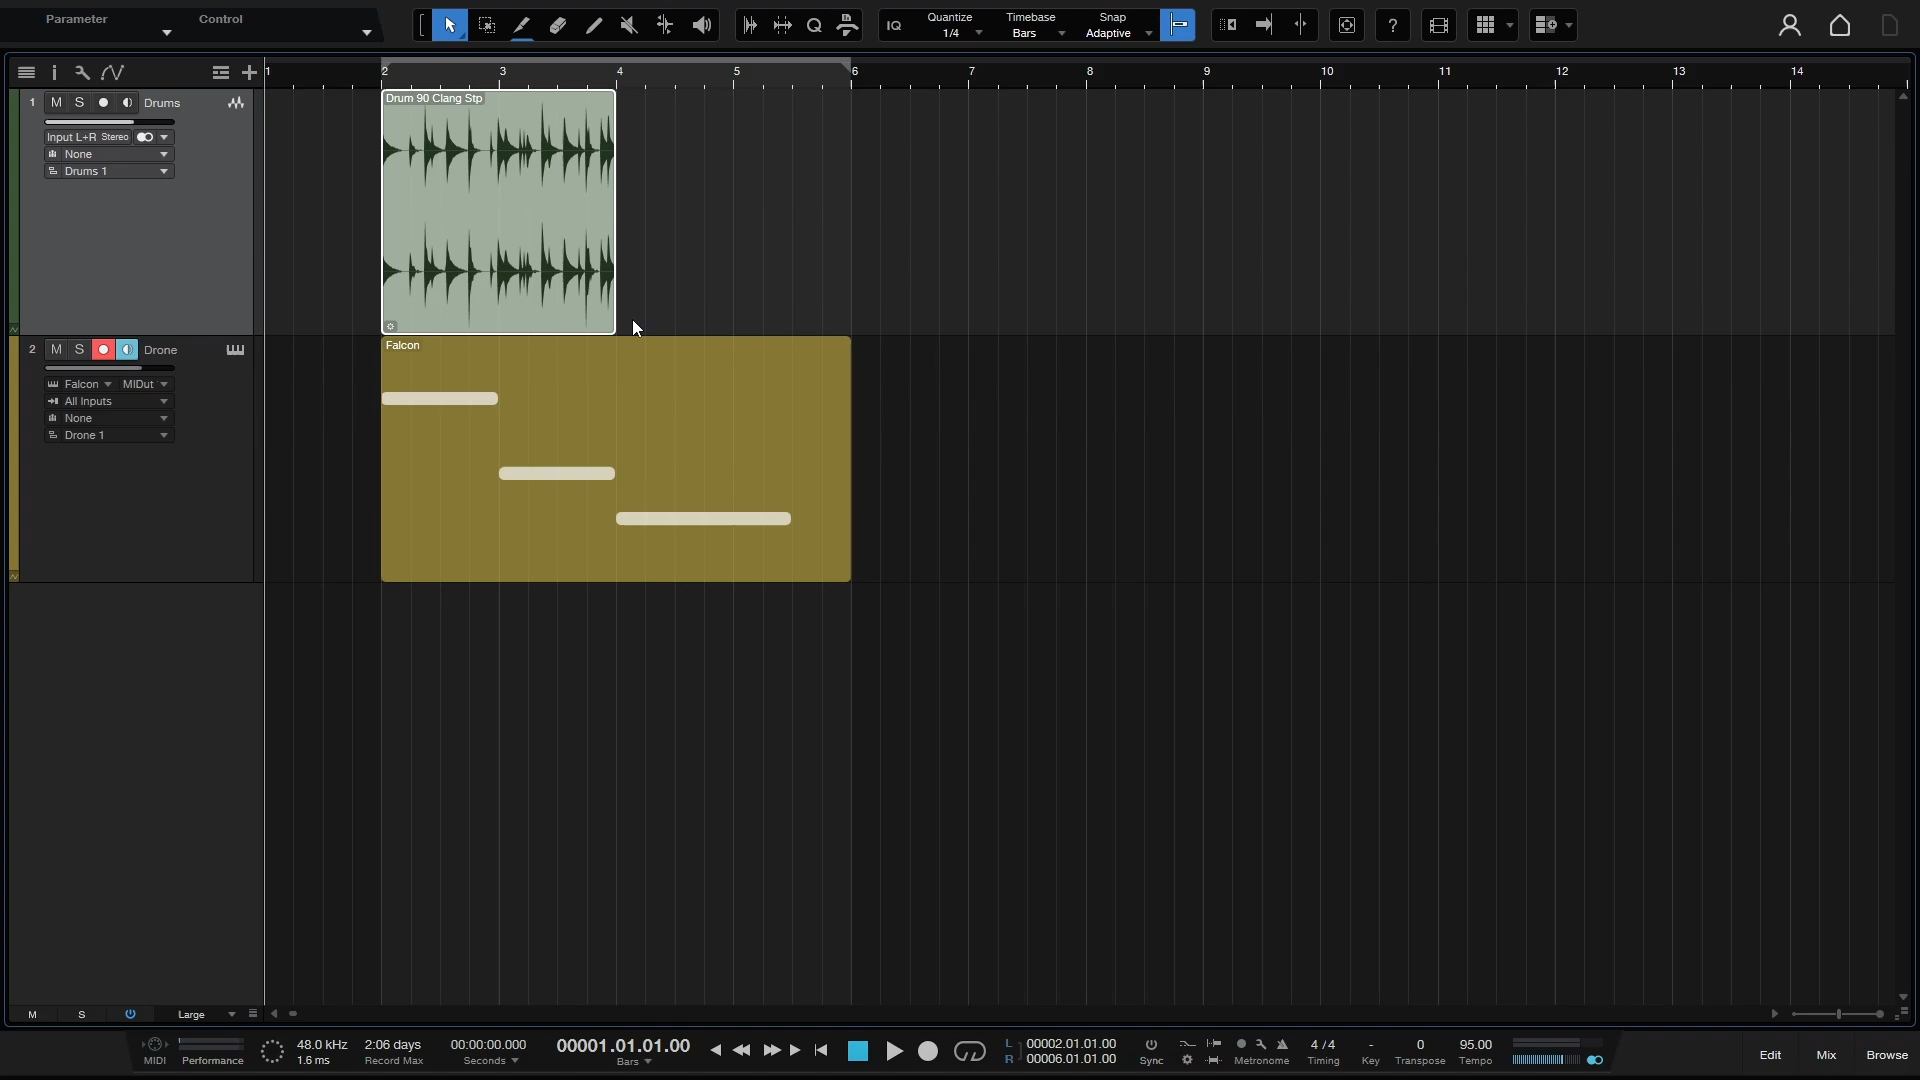 Parameter Control
IQ Quantize 1/4 Timebase Bars Snap Adaptive ?
1 2 3 4 5 6 7 8 9 10 11 12 13 14
1 M S Drums
Input L+R Stereo
None
Drums 1
Drum 90 Clang Stp
2 M S Drone
Falcon MIDut
All Inputs
None
Drone 1
Falcon
M S Large
MIDI Performance
48.0 kHz 2:06 days 00:00:00.000 00001.01.01.00
1.6 ms Record Max Seconds Bars
L 00002.01.01.00
R 00006.01.01.00
Sync Metronome
4 / 4 - 0 95.00
Timing Key Transpose Tempo
Edit Mix Browse